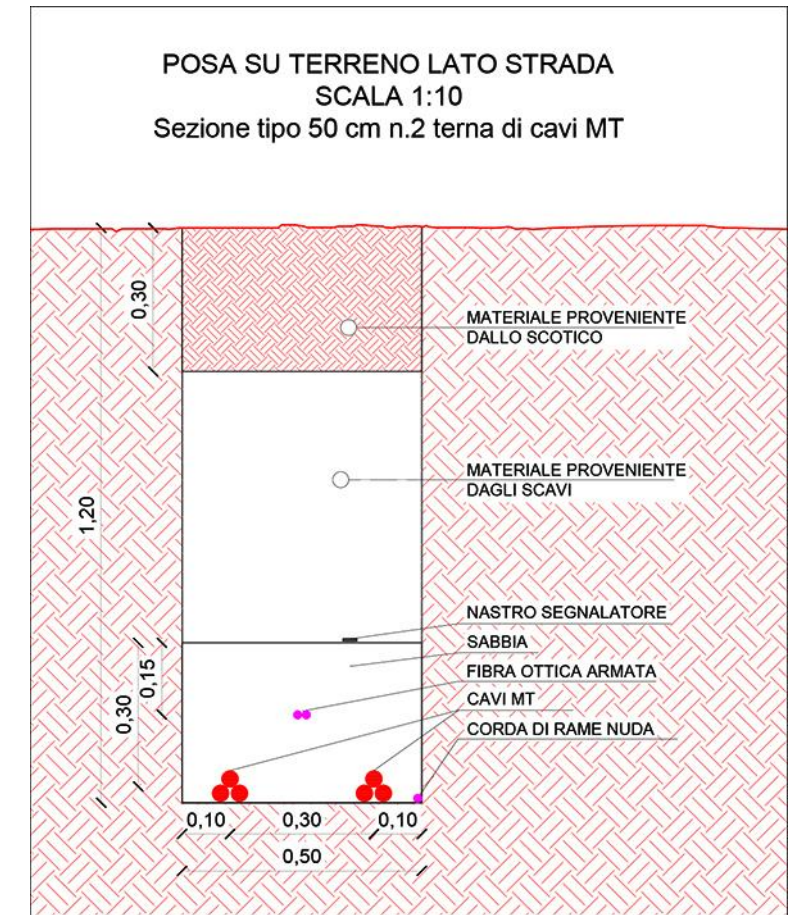 POSA SU TERRENO LATO STRADA
SCALA 1:10
Sezione tipo 50 cm n.2 terna di cavi MT
0,30
MATERIALE PROVENIENTE
DALLO SCOTICO
MATERIALE PROVENIENTE
DAGLI SCAVI
1,20
NASTRO SEGNALATORE
SABBIA
0,15
FIBRA OTTICA ARMATA
0,30
CAVI MT
CORDA DI RAME NUDA
0,10 0,30 0,10
0,50